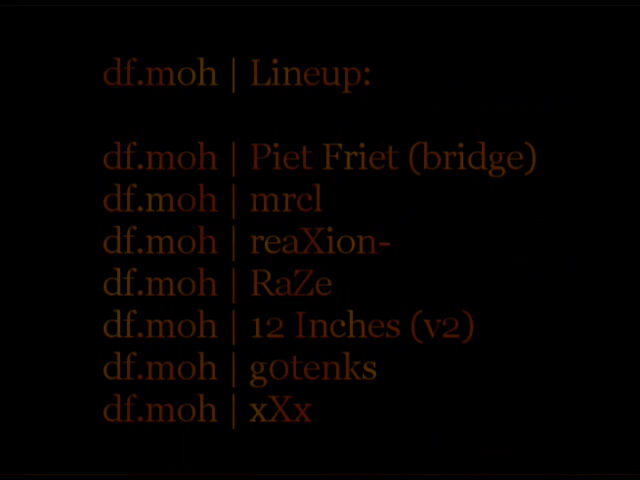 df.moh | Lineup:
df.moh | Piet Friet (bridge)
df.moh | mrcl
df.moh | reaXion-
df.moh | RaZe
df.moh | 12 Inches (v2)
df.moh | g0tenks
df.moh | xXx